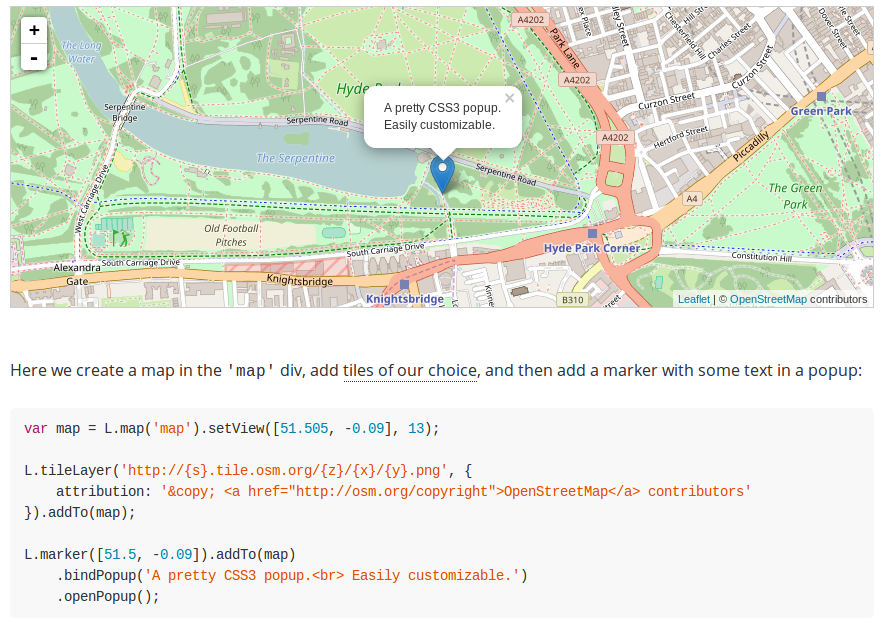 +
-
The Long
Water
Serpentine
Bridge
West Carriage Drive
Serpentine Road
The Serpentine
Hyde
A pretty CSS3 popup.
Easily customizable.
×
Serpentine Road
A4202
Park Lane
A4202
A4202
Hill St
Chesterfield Hill
Charles Street
Curzon Street
Curzon Street
Hertford Street
Dover Street
Green Park
Piccadilly
A4
The Green
Park
Old Football
Pitches
South Carriage Drive
South Carriage Drive
Alexandra
Gate
Knightsbridge
Knightsbridge
Hyde Park Corner
Constitution Hill
B310
Leaflet | © OpenStreetMap contributors
Here we create a map in the 'map' div, add tiles of our choice, and then add a marker with some text in a popup:
var map = L.map('map').setView([51.505, -0.09], 13);
L.tileLayer('http://{s}.tile.osm.org/{z}/{x}/{y}.png', {
    attribution: '&copy; <a href="http://osm.org/copyright">OpenStreetMap</a> contributors'
}).addTo(map);
L.marker([51.5, -0.09]).addTo(map)
    .bindPopup('A pretty CSS3 popup.<br> Easily customizable.')
    .openPopup();